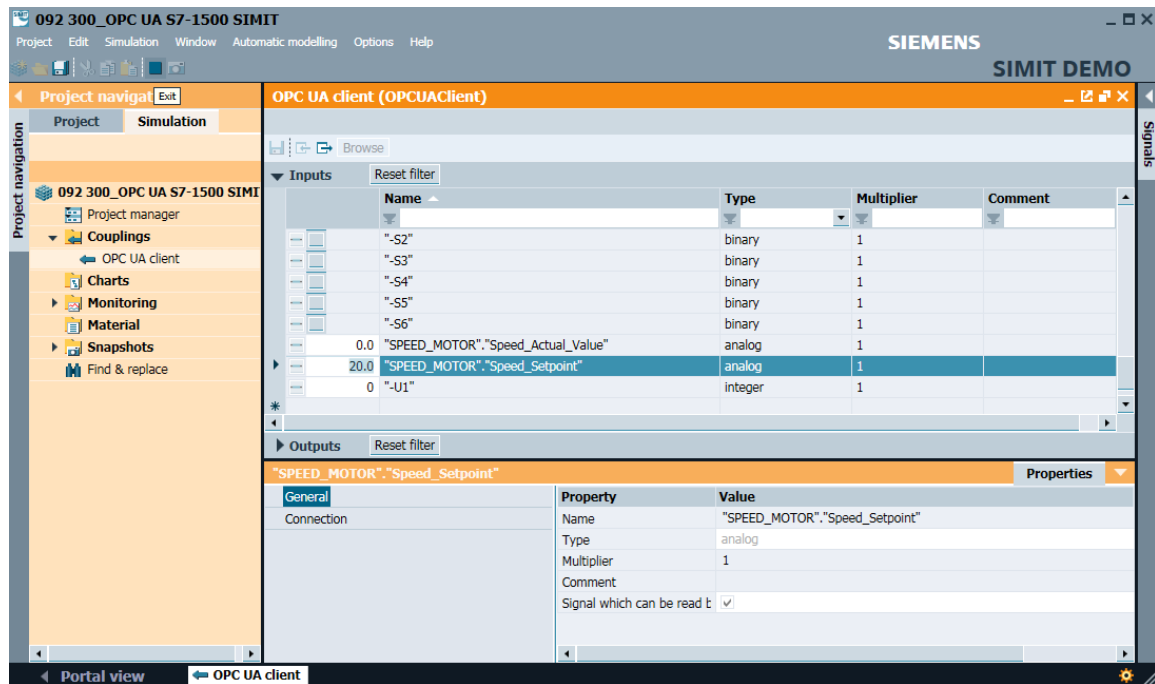 092 300_OPC UA S7-1500 SIMIT
Project Edit Simulation Window Automatic modelling Options Help
SIEMENS
SIMIT DEMO
Project navigat Exit
Project Simulation
Project navigation
092 300_OPC UA S7-1500 SIMI
Project manager
Couplings
OPC UA client
Charts
Monitoring
Material
Snapshots
Find & replace
OPC UA client (OPCUAClient)
Browse
Inputs Reset filter
Name Type Multiplier Comment
"-S2" binary 1
"-S3" binary 1
"-S4" binary 1
"-S5" binary 1
"-S6" binary 1
0.0 "SPEED_MOTOR"."Speed_Actual_Value" analog 1
20.0 "SPEED_MOTOR"."Speed_Setpoint" analog 1
0 "-U1" integer 1
Outputs Reset filter
"SPEED_MOTOR"."Speed_Setpoint" Properties
General
Connection
Property Value
Name "SPEED_MOTOR"."Speed_Setpoint"
Type analog
Multiplier 1
Comment
Signal which can be read b
Signals
Portal view OPC UA client